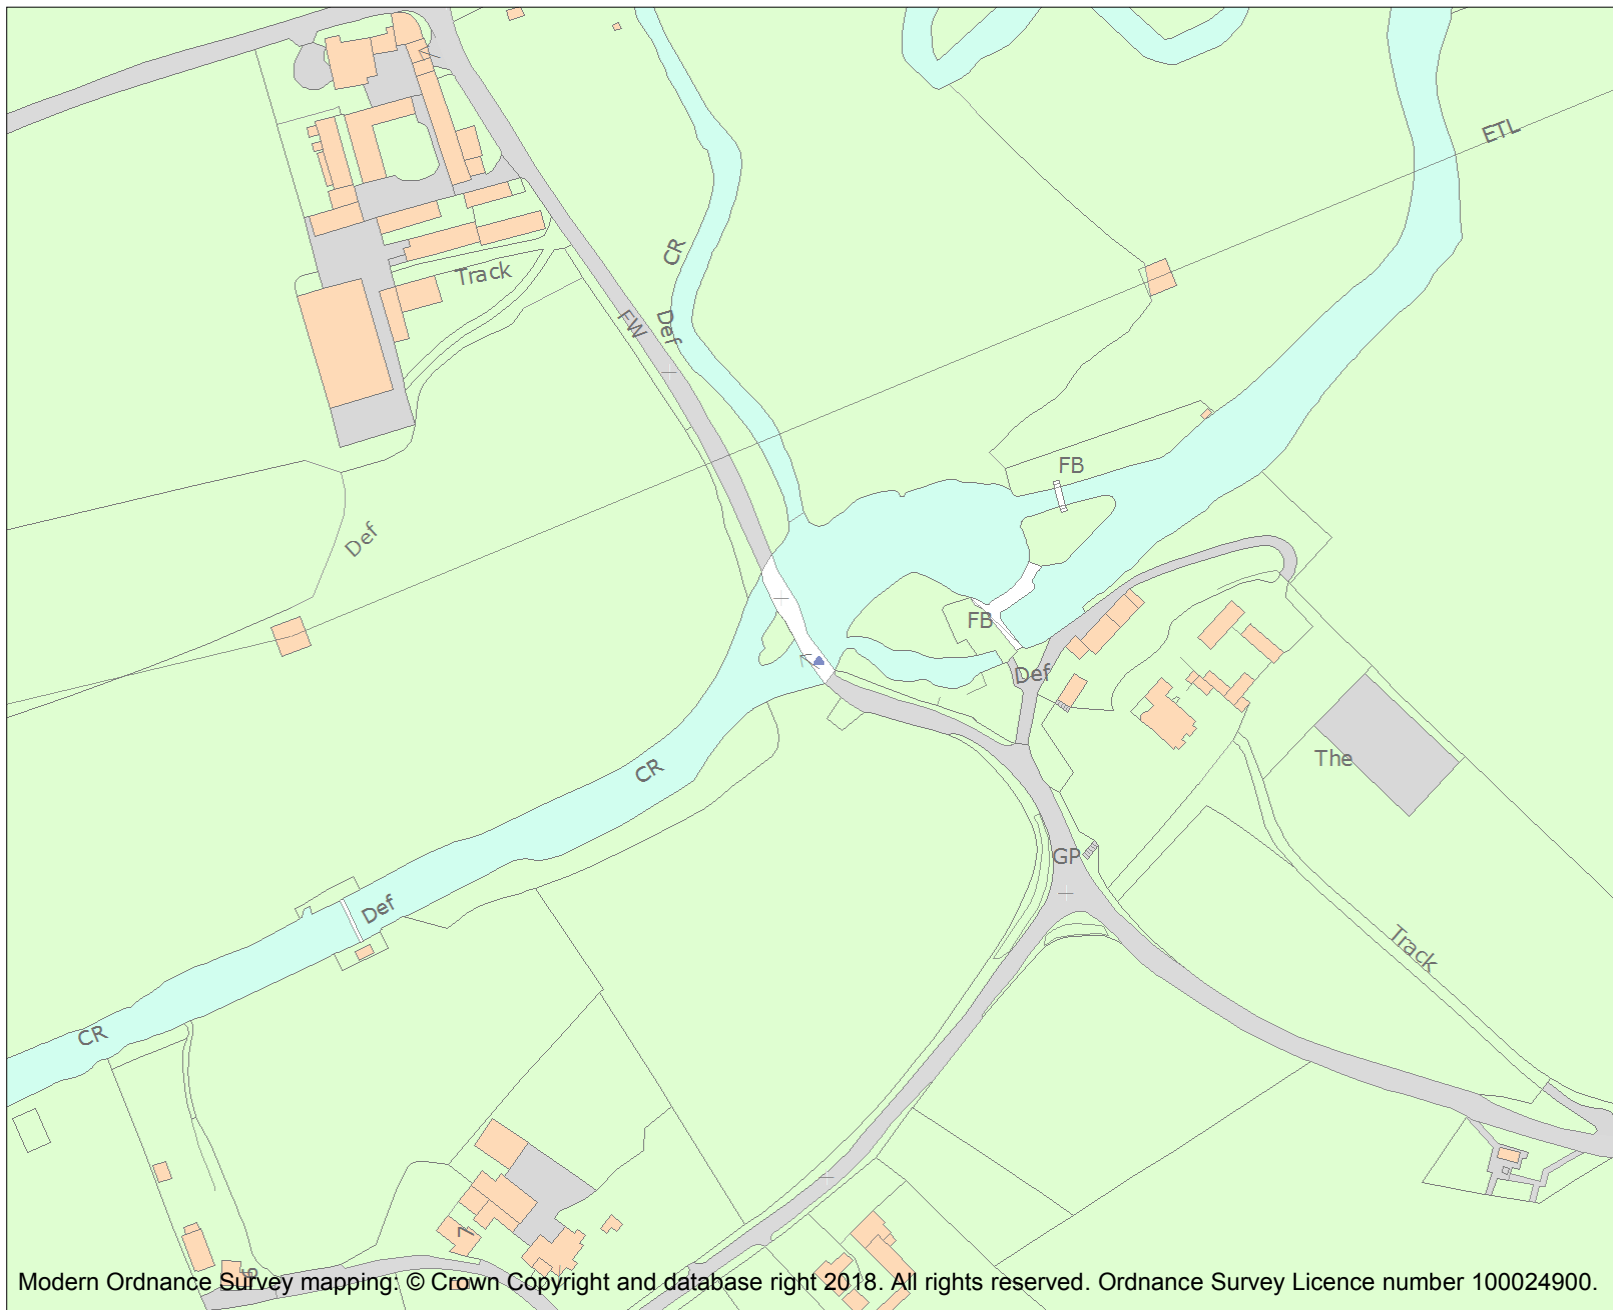 ETL
CR
Track
FW
Def
FB
Def
FB
Def
The
CR
GP
Def
Track
CR
7
Modern Ordnance Survey mapping: © Crown Copyright and database right 2018. All rights reserved. Ordnance Survey Licence number 100024900.